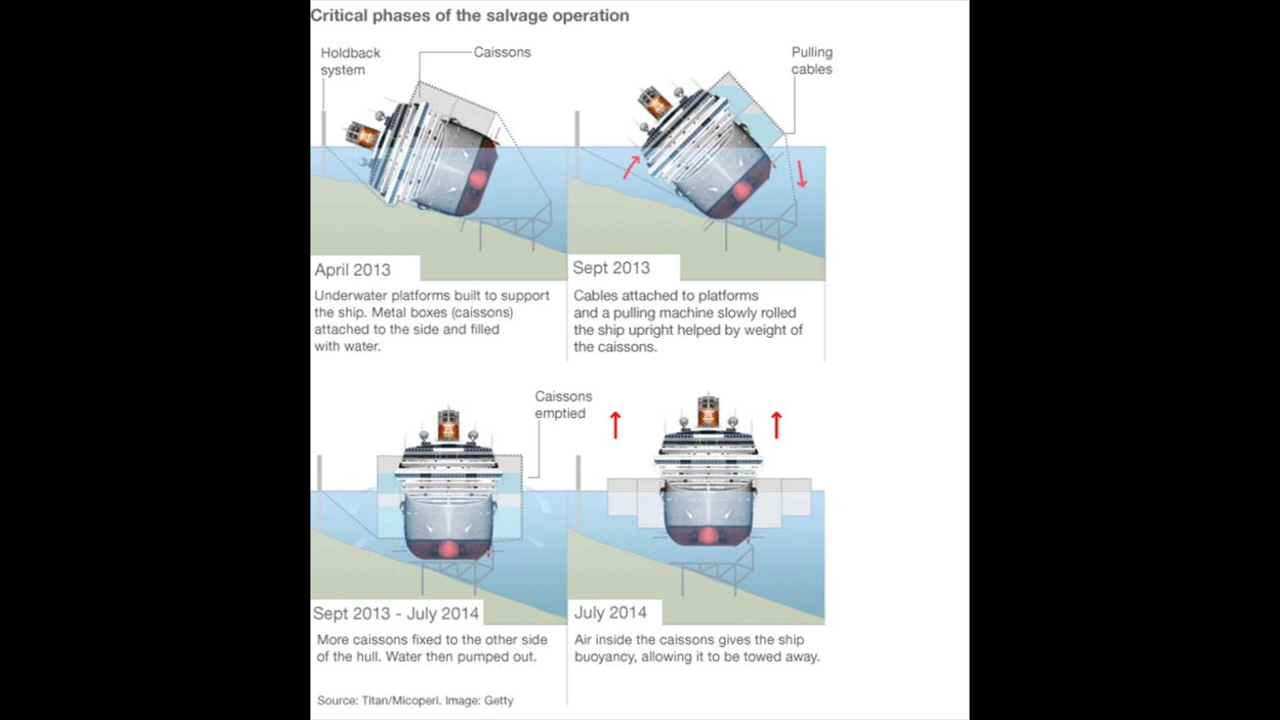 Critical phases of the salvage operation
Holdback
system
Caissons
Pulling
cables
April 2013
Underwater platforms built to support
the ship. Metal boxes (caissons)
attached to the side and filled
with water.
Sept 2013
Cables attached to platforms
and a pulling machine slowly rolled
the ship upright helped by weight of
the caissons.
Caissons
emptied
Sept 2013 - July 2014
More caissons fixed to the other side
of the hull. Water then pumped out.
July 2014
Air inside the caissons gives the ship
buoyancy, allowing it to be towed away.
Source: Titan/Micoperi. Image: Getty